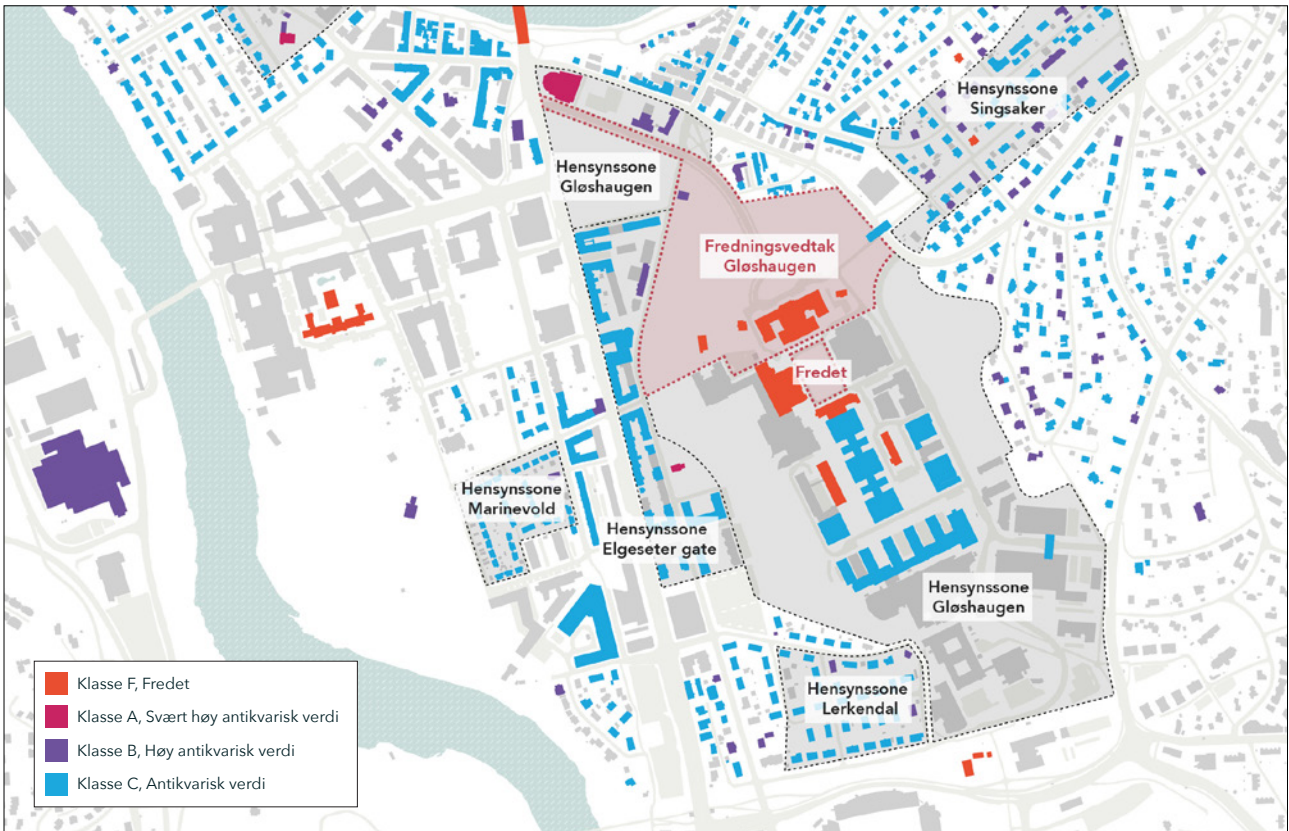 Hensynssone
Singsaker
Hensynssone
Gløshaugen
Fredningsvedtak
Gløshaugen
Fredet
Hensynssone
Marinevold
Hensynssone
Elgeseter gate
Hensynssone
Gløshaugen
Hensynssone
Lerkendal
Klasse F, Fredet
Klasse A, Svært høy antikvarisk verdi
Klasse B, Høy antikvarisk verdi
Klasse C, Antikvarisk verdi